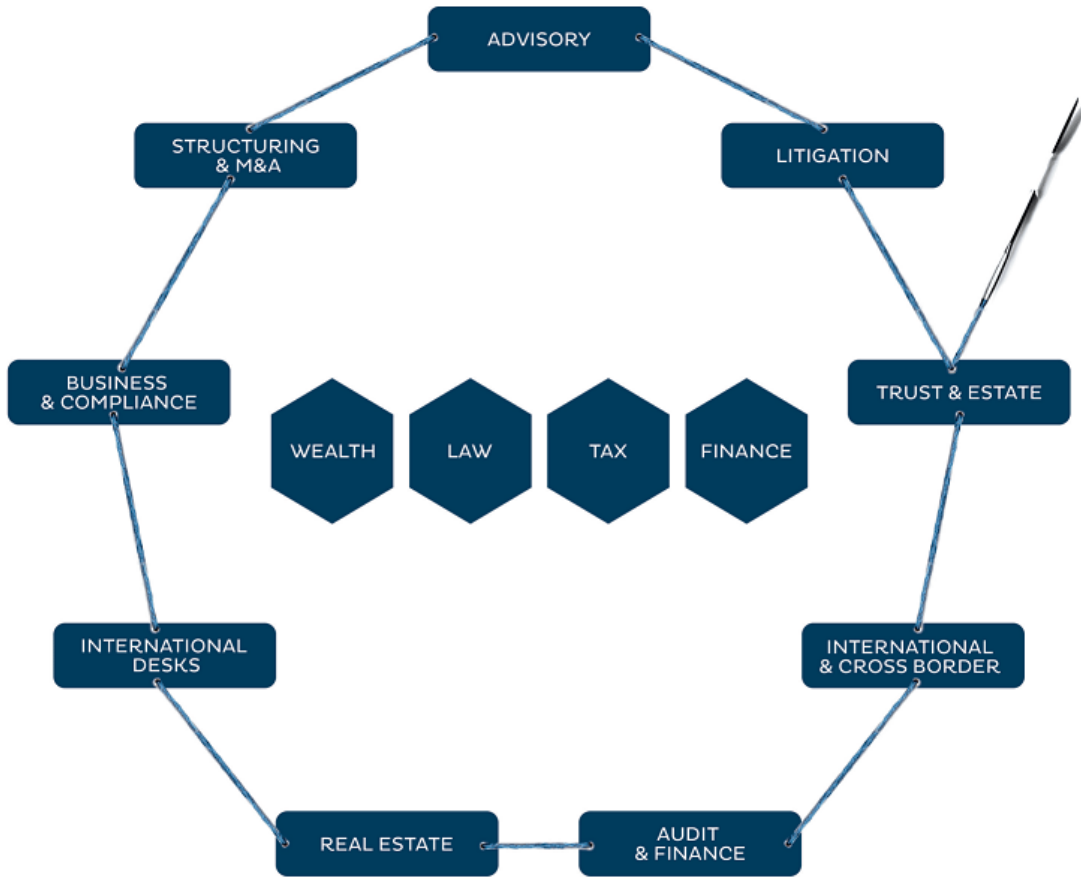 ADVISORY
STRUCTURING
& M&A
LITIGATION
BUSINESS
& COMPLIANCE
TRUST & ESTATE
WEALTH
LAW
TAX
FINANCE
INTERNATIONAL
DESKS
INTERNATIONAL
& CROSS BORDER
REAL ESTATE
AUDIT
& FINANCE